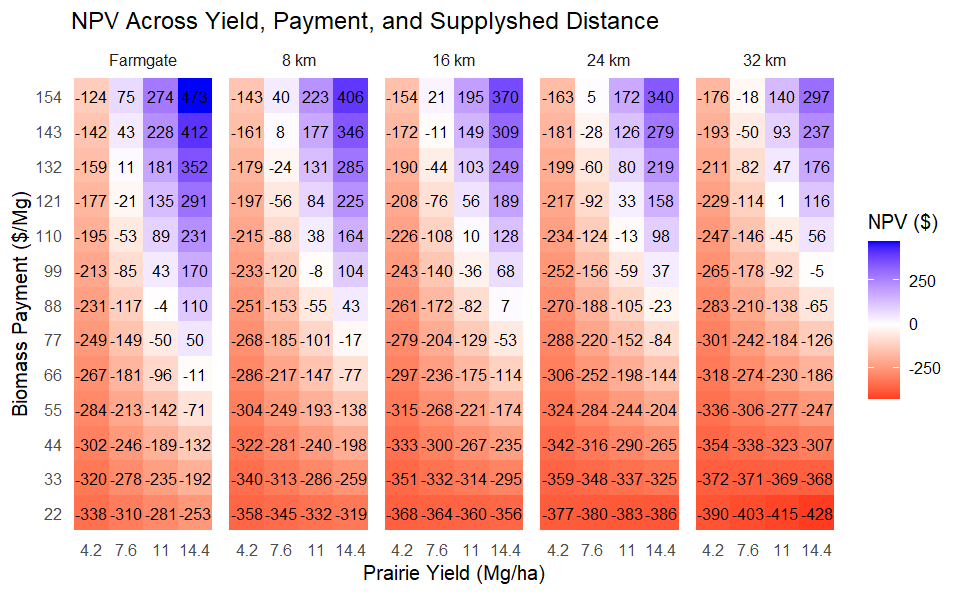 NPV Across Yield, Payment, and Supplyshed Distance
Farmgate 8 km 16 km 24 km 32 km
154 -124 75 274 473 -143 40 223 406 -154 21 195 370 -163 5 172 340 -176 -18 140 297
143 -142 43 228 412 -161 8 177 346 -172 -11 149 309 -181 -28 126 279 -193 -50 93 237
132 -159 11 181 352 -179 -24 131 285 -190 -44 103 249 -199 -60 80 219 -211 -82 47 176
121 -177 -21 135 291 -197 -56 84 225 -208 -76 56 189 -217 -92 33 158 -229 -114 1 116
110 -195 -53 89 231 -215 -88 38 164 -226 -108 10 128 -234 -124 -13 98 -247 -146 -45 56
99 -213 -85 43 170 -233 -120 -8 104 -243 -140 -36 68 -252 -156 -59 37 -265 -178 -92 -5
88 -231 -117 -4 110 -251 -153 -55 43 -261 -172 -82 7 -270 -188 -105 -23 -283 -210 -138 -65
77 -249 -149 -50 50 -268 -185 -101 -17 -279 -204 -129 -53 -288 -220 -152 -84 -301 -242 -184 -126
66 -267 -181 -96 -11 -286 -217 -147 -77 -297 -236 -175 -114 -306 -252 -198 -144 -318 -274 -230 -186
55 -284 -213 -142 -71 -304 -249 -193 -138 -315 -268 -221 -174 -324 -284 -244 -204 -336 -306 -277 -247
44 -302 -246 -189 -132 -322 -281 -240 -198 -333 -300 -267 -235 -342 -316 -290 -265 -354 -338 -323 -307
33 -320 -278 -235 -192 -340 -313 -286 -259 -351 -332 -314 -295 -359 -348 -337 -325 -372 -371 -369 -368
22 -338 -310 -281 -253 -358 -345 -332 -319 -368 -364 -360 -356 -377 -380 -383 -386 -390 -403 -415 -428
4.2 7.6 11 14.4 4.2 7.6 11 14.4 4.2 7.6 11 14.4 4.2 7.6 11 14.4 4.2 7.6 11 14.4
Prairie Yield (Mg/ha)
Biomass Payment ($/Mg)
NPV ($)
250
0
-250